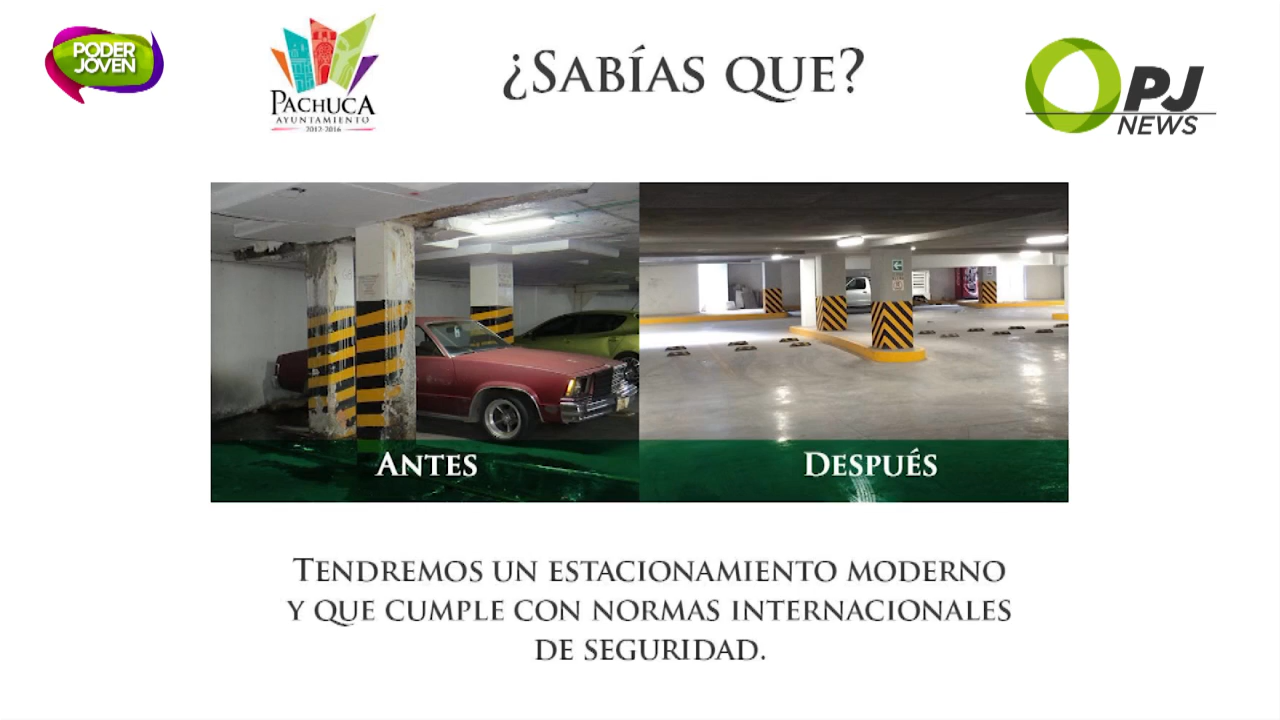 PODER
JOVEN
PACHUCA
AYUNTAMIENTO
2012-2016
¿SABÍAS QUE?
PJ
NEWS
ANTES
DESPUÉS
TENDREMOS UN ESTACIONAMIENTO MODERNO
Y QUE CUMPLE CON NORMAS INTERNACIONALES
DE SEGURIDAD.